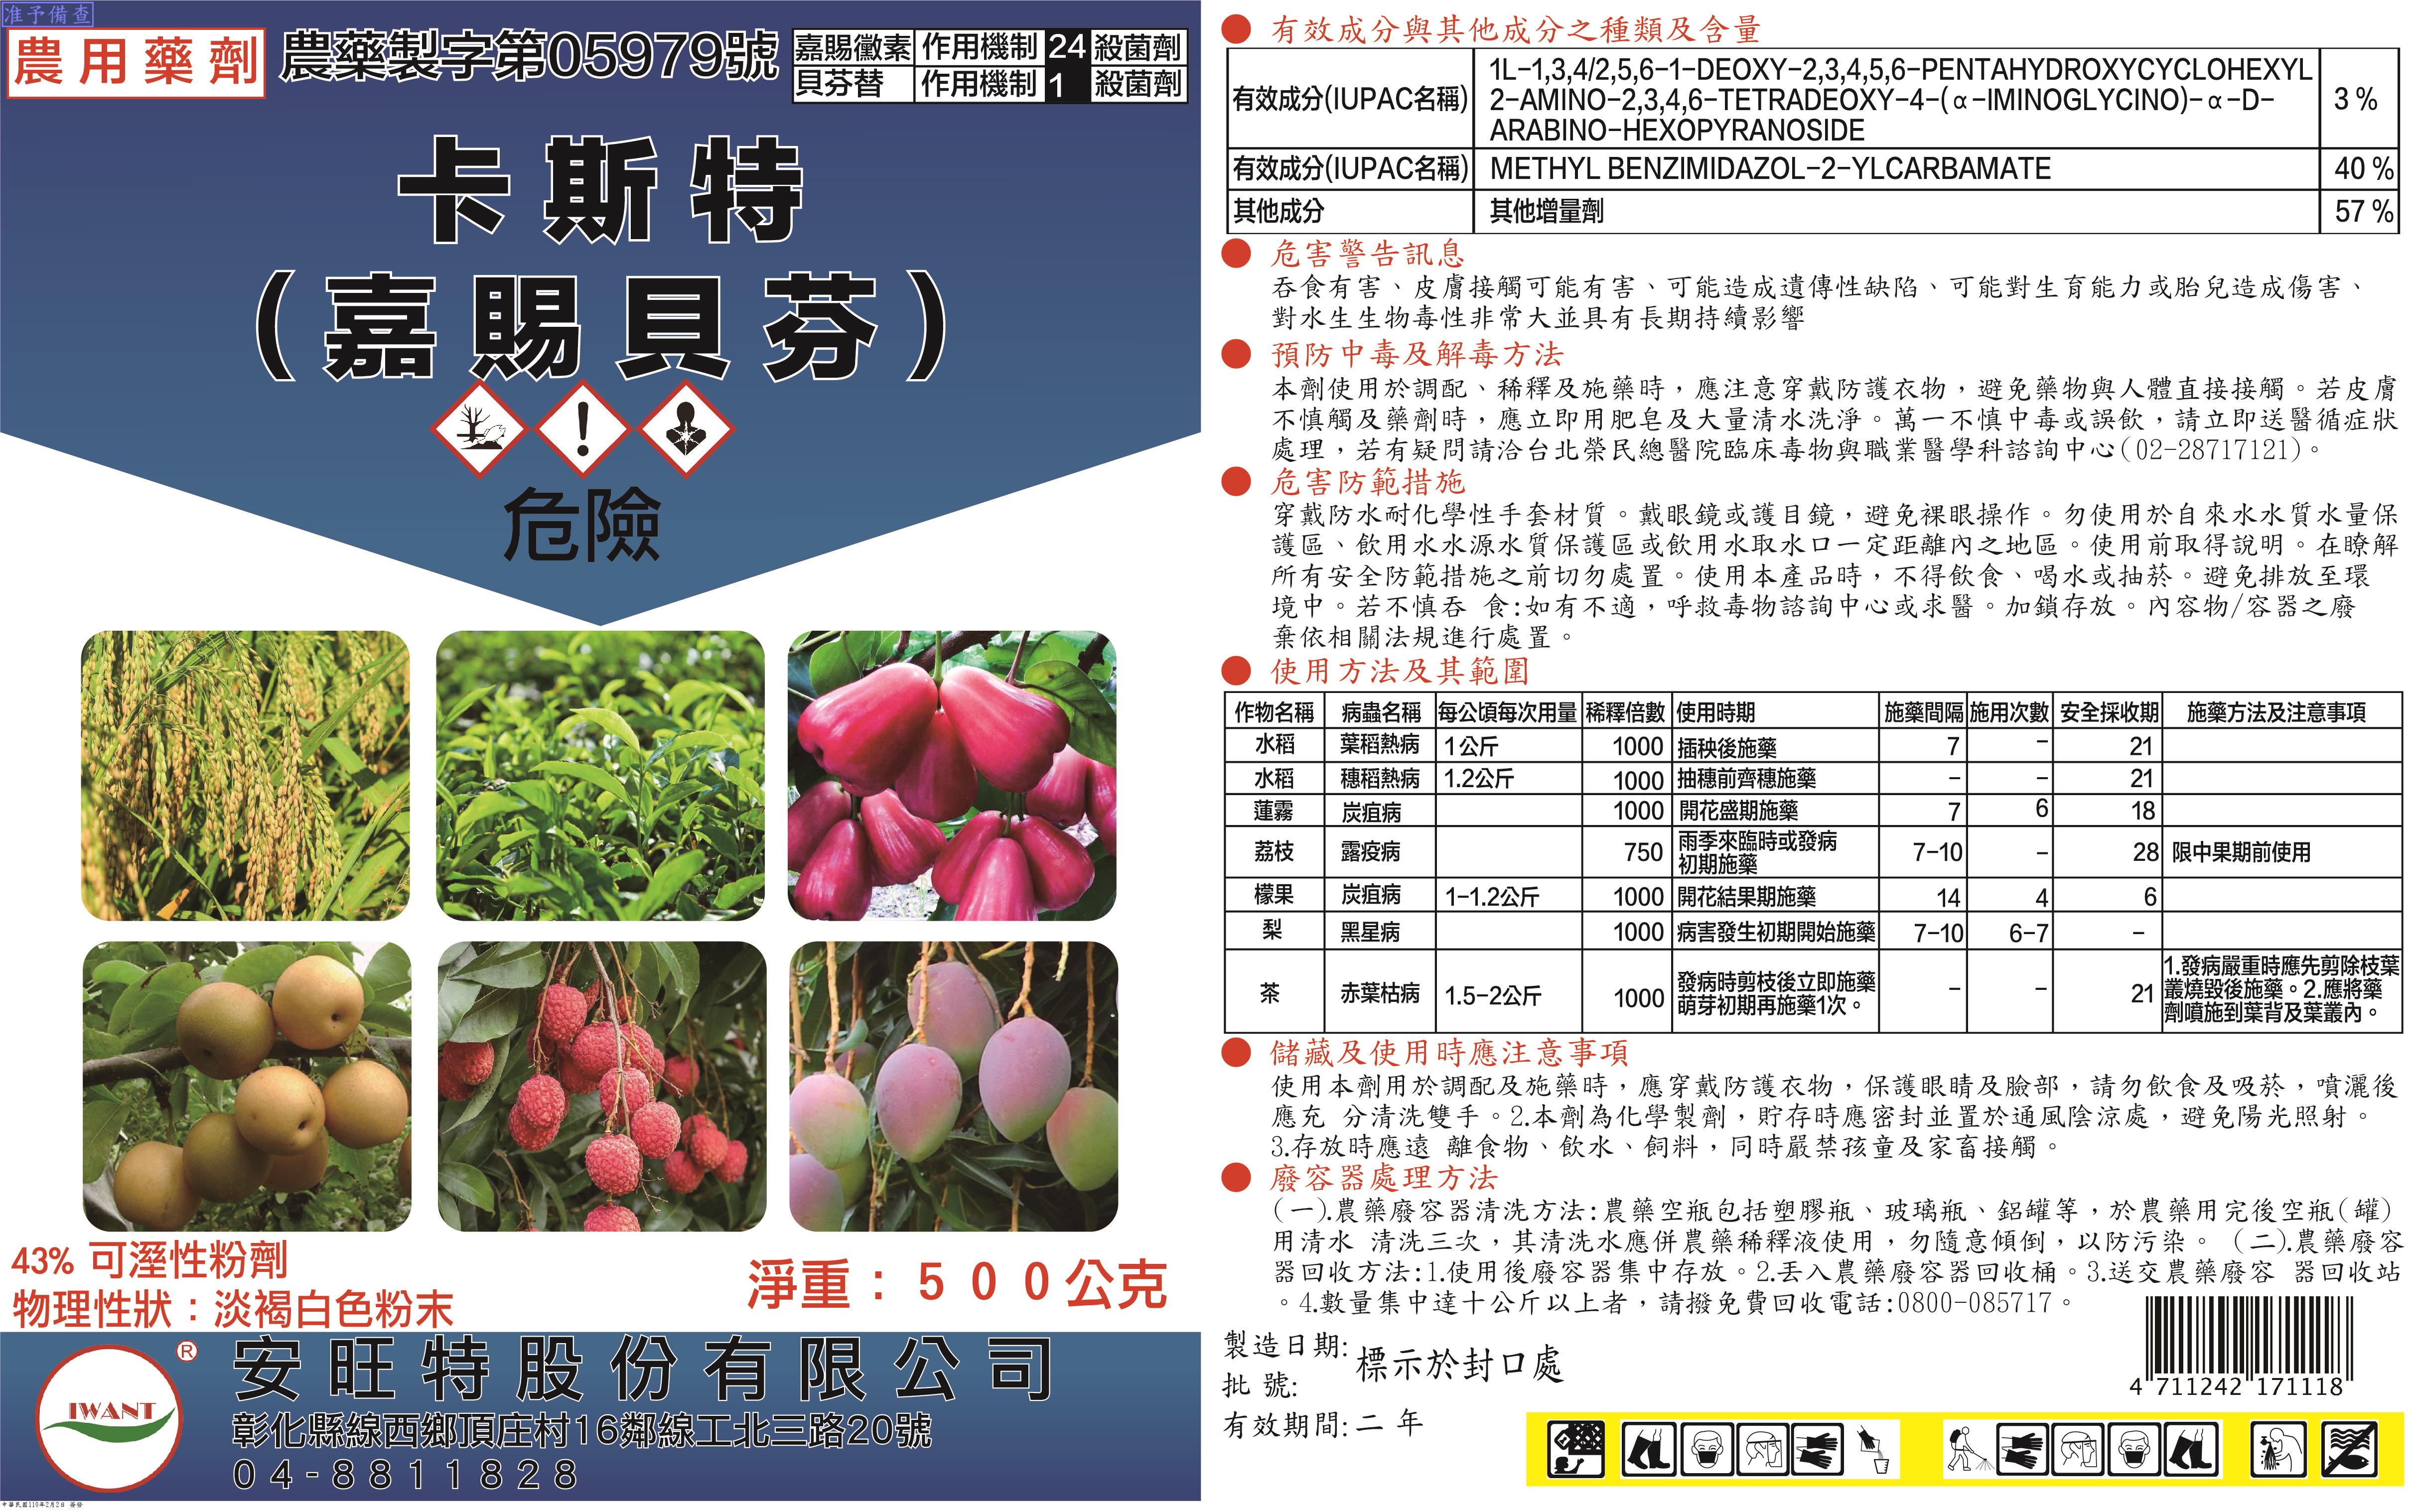 准予備查
農用藥劑
農藥製字第05979號
嘉賜黴素 作用機制 24 殺菌劑
貝芬替 作用機制 1 殺菌劑
卡斯特
(嘉賜貝芬)
危險
43% 可溼性粉劑
物理性狀：淡褐白色粉末
淨重：５００公克
IWANT
®
安旺特股份有限公司
彰化縣線西鄉頂庄村16鄰線工北三路20號
04-8811828
中華民國110年2月2日 簽發
● 有效成分與其他成分之種類及含量
有效成分(IUPAC名稱) 1L-1,3,4/2,5,6-1-DEOXY-2,3,4,5,6-PENTAHYDROXYCYCLOHEXYL
2-AMINO-2,3,4,6-TETRADEOXY-4-(α-IMINOGLYCINO)-α-D-
ARABINO-HEXOPYRANOSIDE 3 %
有效成分(IUPAC名稱) METHYL BENZIMIDAZOL-2-YLCARBAMATE 40 %
其他成分 其他增量劑 57 %
● 危害警告訊息
吞食有害、皮膚接觸可能有害、可能造成遺傳性缺陷、可能對生育能力或胎兒造成傷害、
對水生生物毒性非常大並具有長期持續影響
● 預防中毒及解毒方法
本劑使用於調配、稀釋及施藥時，應注意穿戴防護衣物，避免藥物與人體直接接觸。若皮膚
不慎觸及藥劑時，應立即用肥皂及大量清水洗淨。萬一不慎中毒或誤飲，請立即送醫循症狀
處理，若有疑問請洽台北榮民總醫院臨床毒物與職業醫學科諮詢中心(02-28717121)。
● 危害防範措施
穿戴防水耐化學性手套材質。戴眼鏡或護目鏡，避免裸眼操作。勿使用於自來水水質水量保
護區、飲用水水源水質保護區或飲用水取水口一定距離內之地區。使用前取得說明。在瞭解
所有安全防範措施之前切勿處置。使用本產品時，不得飲食、喝水或抽菸。避免排放至環
境中。若不慎吞 食:如有不適，呼救毒物諮詢中心或求醫。加鎖存放。內容物/容器之廢
棄依相關法規進行處置。
● 使用方法及其範圍
作物名稱 病蟲名稱 每公頃每次用量 稀釋倍數 使用時期 施藥間隔 施用次數 安全採收期 施藥方法及注意事項
水稻 葉稻熱病 1公斤 1000 插秧後施藥 7 - 21
水稻 穗稻熱病 1.2公斤 1000 抽穗前齊穗施藥 - - 21
蓮霧 炭疽病 1000 開花盛期施藥 7 6 18
荔枝 露疫病 750 雨季來臨時或發病
初期施藥 7-10 - 28 限中果期前使用
檬果 炭疽病 1-1.2公斤 1000 開花結果期施藥 14 4 6
梨 黑星病 1000 病害發生初期開始施藥 7-10 6-7 -
茶 赤葉枯病 1.5-2公斤 1000 發病時剪枝後立即施藥
萌芽初期再施藥1次。 - - 21 1.發病嚴重時應先剪除枝葉
叢燒毀後施藥。2.應將藥
劑噴施到葉背及葉叢內。
● 儲藏及使用時應注意事項
使用本劑用於調配及施藥時，應穿戴防護衣物，保護眼睛及臉部，請勿飲食及吸菸，噴灑後
應充 分清洗雙手。2.本劑為化學製劑，貯存時應密封並置於通風陰涼處，避免陽光照射。
3.存放時應遠 離食物、飲水、飼料，同時嚴禁孩童及家畜接觸。
● 廢容器處理方法
(一).農藥廢容器清洗方法:農藥空瓶包括塑膠瓶、玻璃瓶、鋁罐等，於農藥用完後空瓶(罐)
用清水 清洗三次，其清洗水應併農藥稀釋液使用，勿隨意傾倒，以防污染。 (二).農藥廢容
器回收方法:1.使用後廢容器集中存放。2.丟入農藥廢容器回收桶。3.送交農藥廢容 器回收站
。4.數量集中達十公斤以上者，請撥免費回收電話:0800-085717。
製造日期:
批 號: 標示於封口處
有效期間: 二 年
4 711242 171118